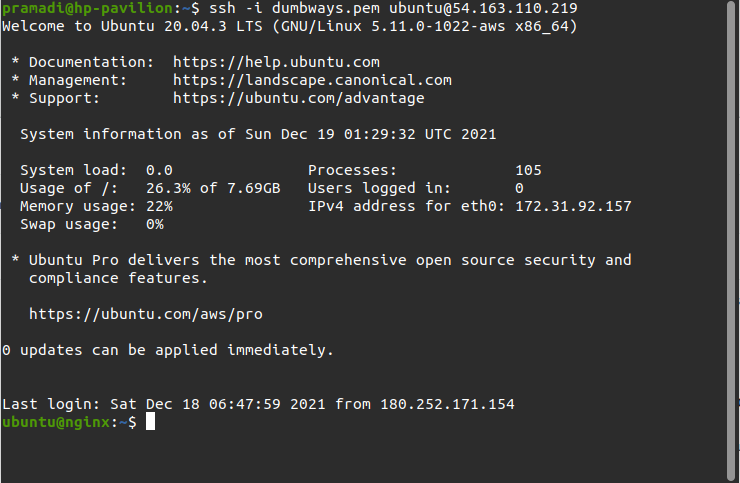 pramadi@hp-pavilion:~$ ssh -i dumbways.pem ubuntu@54.163.110.219
Welcome to Ubuntu 20.04.3 LTS (GNU/Linux 5.11.0-1022-aws x86_64)

 * Documentation:  https://help.ubuntu.com
 * Management:     https://landscape.canonical.com
 * Support:        https://ubuntu.com/advantage

  System information as of Sun Dec 19 01:29:32 UTC 2021

  System load:  0.0               Processes:             105
  Usage of /:   26.3% of 7.69GB   Users logged in:       0
  Memory usage: 22%               IPv4 address for eth0: 172.31.92.157
  Swap usage:   0%

 * Ubuntu Pro delivers the most comprehensive open source security and
   compliance features.

   https://ubuntu.com/aws/pro

0 updates can be applied immediately.


Last login: Sat Dec 18 06:47:59 2021 from 180.252.171.154
ubuntu@nginx:~$